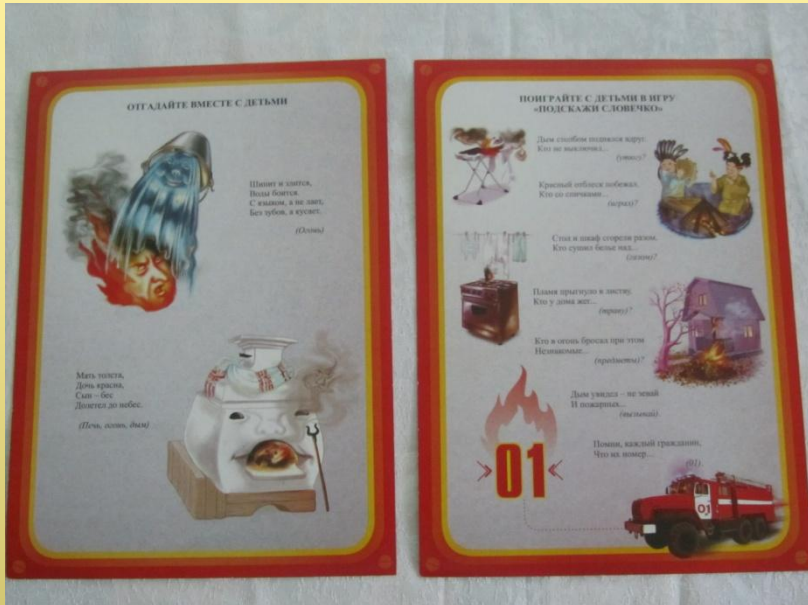 ОТГАДАЙТЕ ВМЕСТЕ С ДЕТЬМИ
Шипит и злится,
Воды боится.
С языком, а не лает,
Без зубов, а кусает.
(Огонь)
Мать толста,
Дочь красна,
Сын – бес
Долетел до небес.
(Печь, огонь, дым)
ПОИГРАЙТЕ С ДЕТЬМИ В ИГРУ
«ПОДСКАЖИ СЛОВЕЧКО»
Дым столбом поднялся вдруг.
Кто не выключил...
(утюг)?
Красный отблеск побежал.
Кто со спичками...
(играл)?
Стол и шкаф сгорели разом.
Кто сушил белье над...
(газом)?
Пламя прыгнуло в листву.
Кто у дома жег...
(траву)?
Кто в огонь бросал при этом
Незнакомые...
(предметы)?
Дым увидел – не зевай
И пожарных...
(вызывай).
Помни, каждый гражданин,
Что их номер...
(01).
01
01